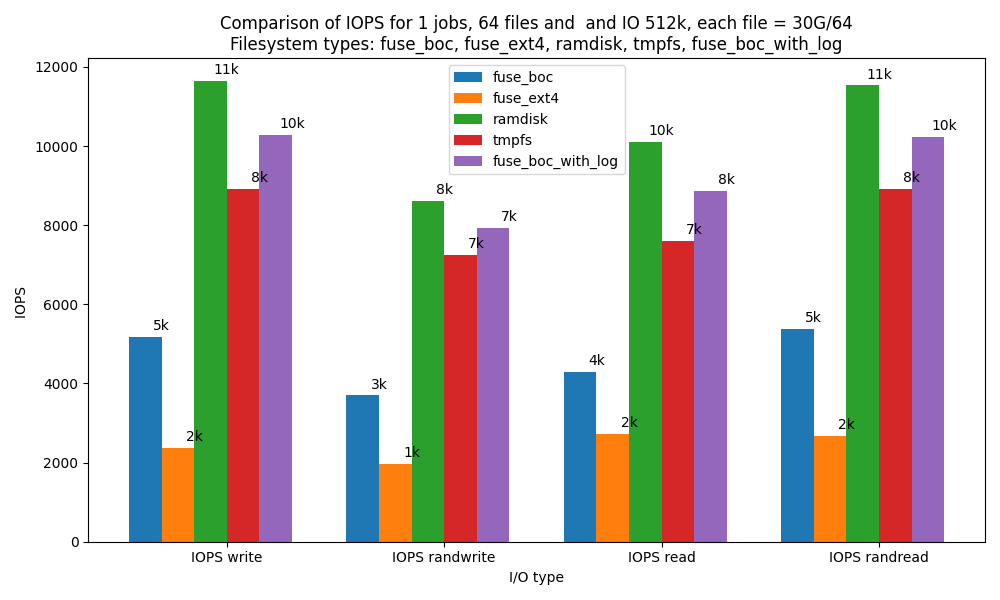 Comparison of IOPS for 1 jobs, 64 files and  and IO 512k, each file = 30G/64
Filesystem types: fuse_boc, fuse_ext4, ramdisk, tmpfs, fuse_boc_with_log
IOPS
12000
10000
8000
6000
4000
2000
0
fuse_boc
fuse_ext4
ramdisk
tmpfs
fuse_boc_with_log
5k
2k
11k
8k
10k
3k
1k
8k
7k
7k
4k
2k
10k
7k
8k
5k
2k
11k
8k
10k
IOPS write
IOPS randwrite
IOPS read
IOPS randread
I/O type